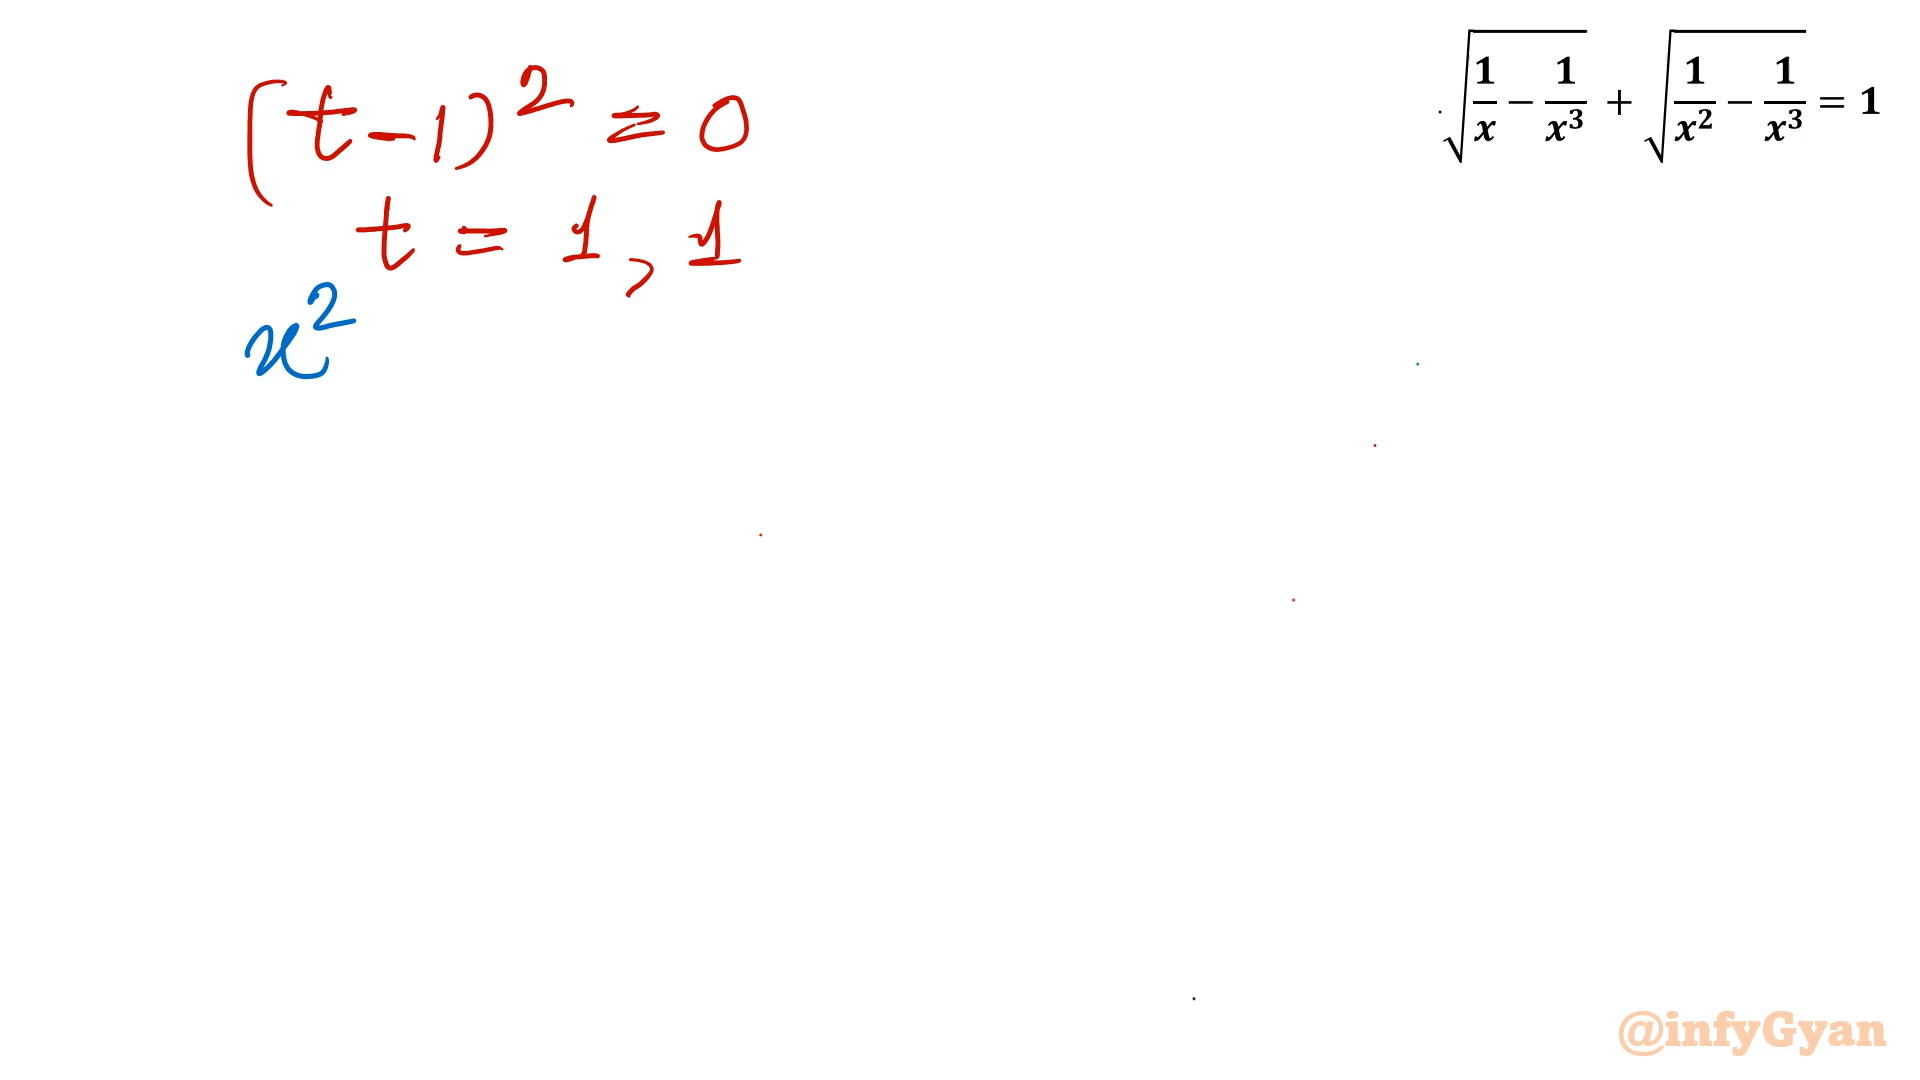 (t-1)² = 0
t = 1, 1
x²
√(1/x - 1/x³) + √(1/x² - 1/x³) = 1
@infyGyan